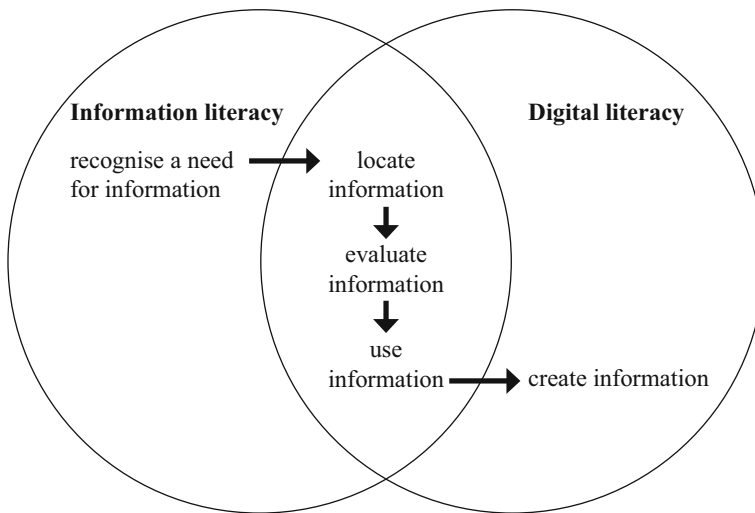 Information literacy
Digital literacy
recognise a need
for information
locate
information
evaluate
information
use
information
create information